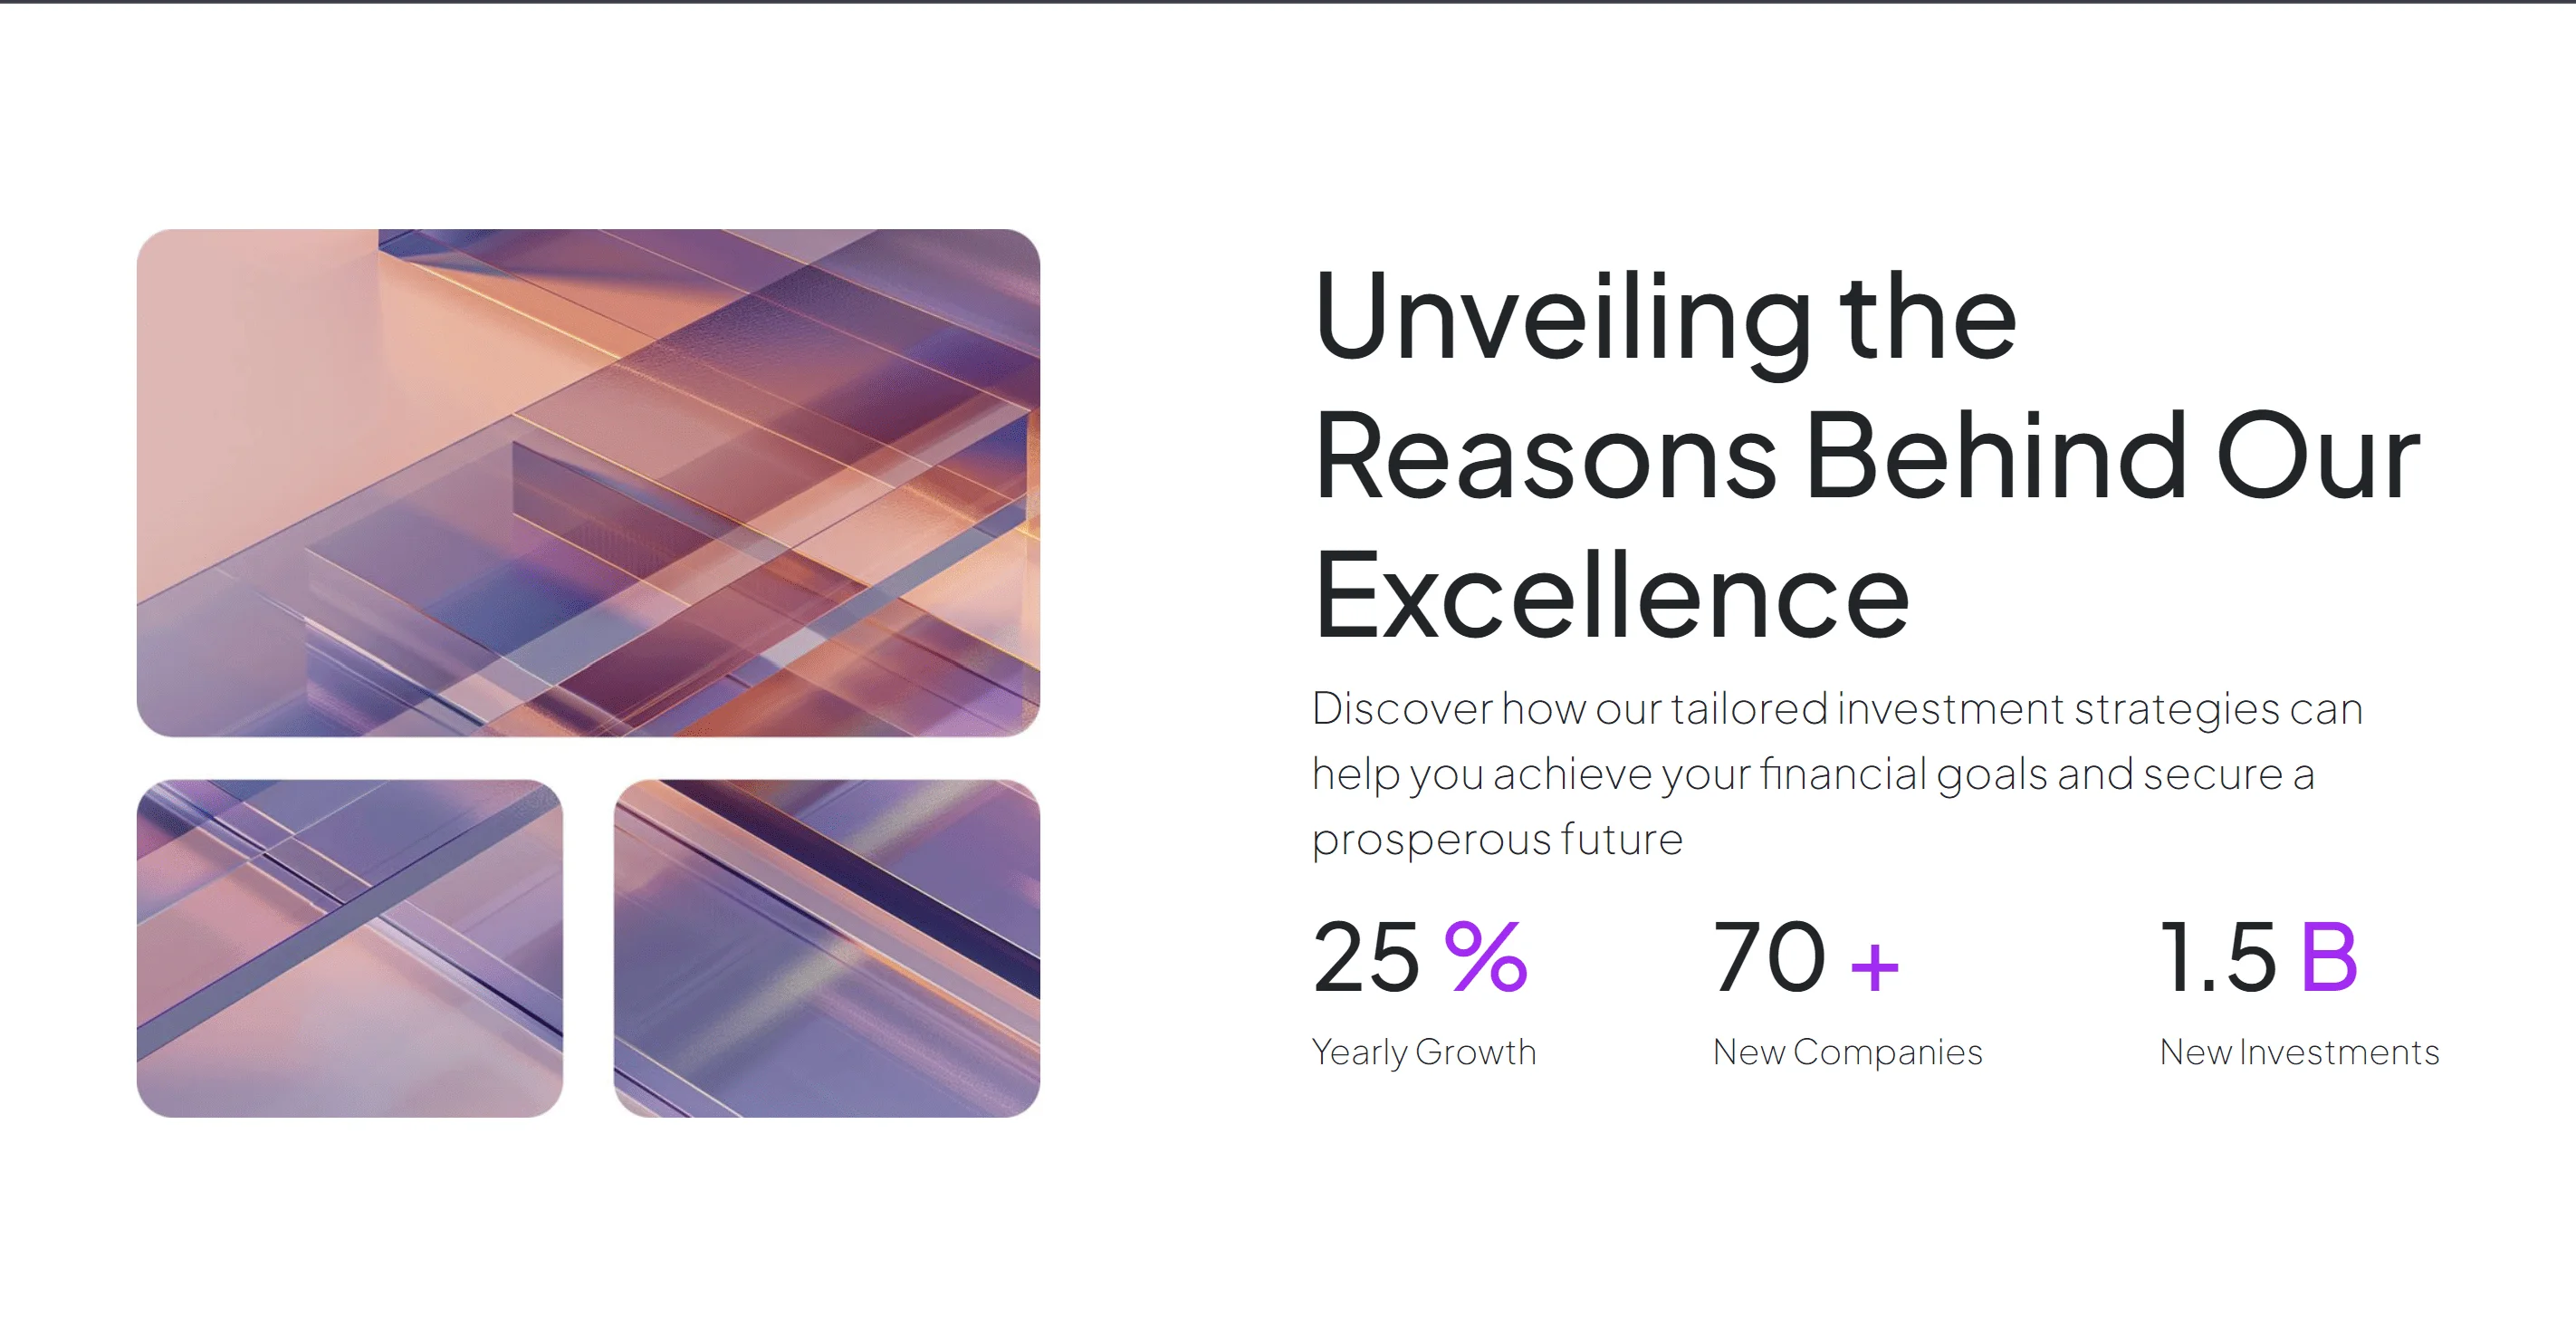 Unveiling the
Reasons Behind Our
Excellence
Discover how our tailored investment strategies can
help you achieve your financial goals and secure a
prosperous future
25 % 70 + 1.5 B
Yearly Growth New Companies New Investments